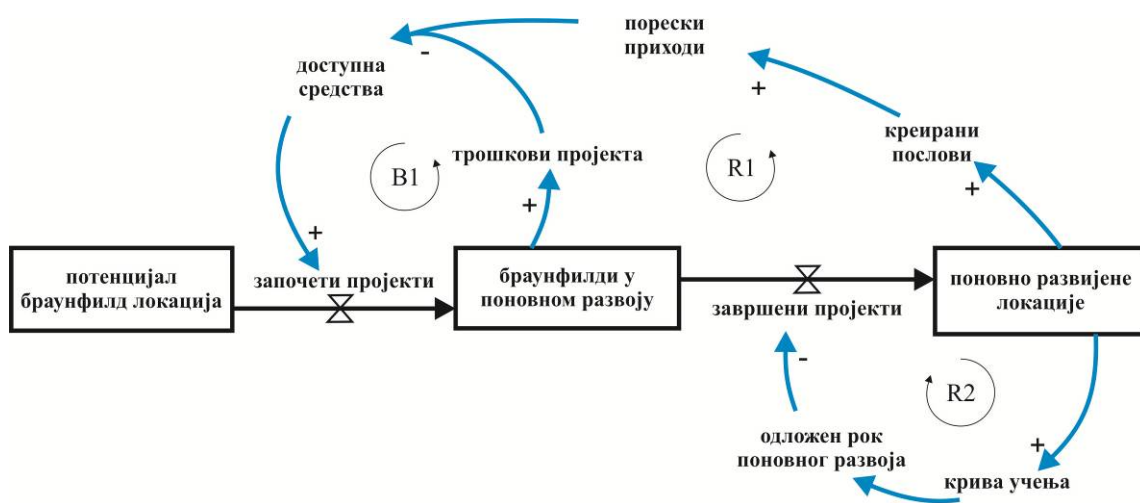 порески
приходи
-
доступна
средства
+
креирани
послови
трошкови пројекта
B1
R1
+
+
+
потенцијал
браунфилд локација
започети пројекти
браунфилди у
поновном развоју
завршени пројекти
поновно развијене
локације
-
R2
одложен рок
поновног развоја
+
крива учења